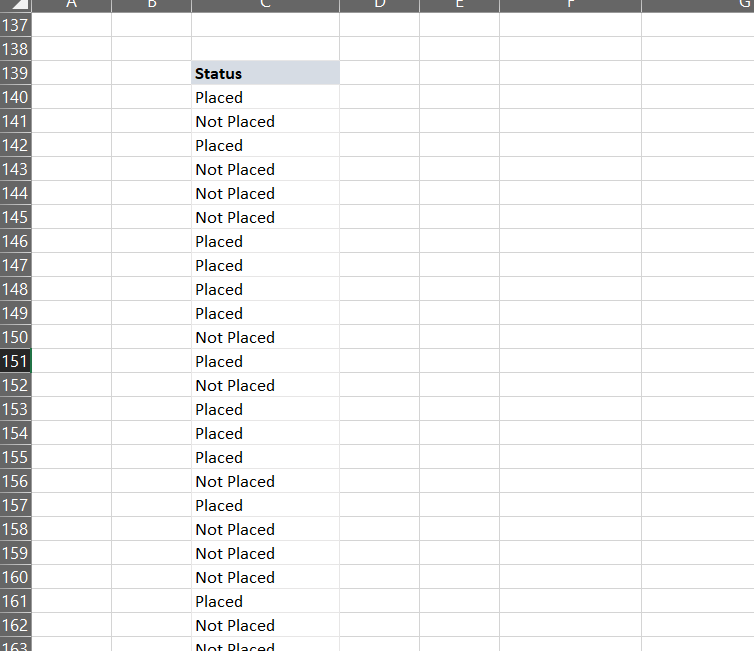 A B C D E F G
137
138
139 Status
140 Placed
141 Not Placed
142 Placed
143 Not Placed
144 Not Placed
145 Not Placed
146 Placed
147 Placed
148 Placed
149 Placed
150 Not Placed
151 Placed
152 Not Placed
153 Placed
154 Placed
155 Placed
156 Not Placed
157 Placed
158 Not Placed
159 Not Placed
160 Not Placed
161 Placed
162 Not Placed
163 Not Placed